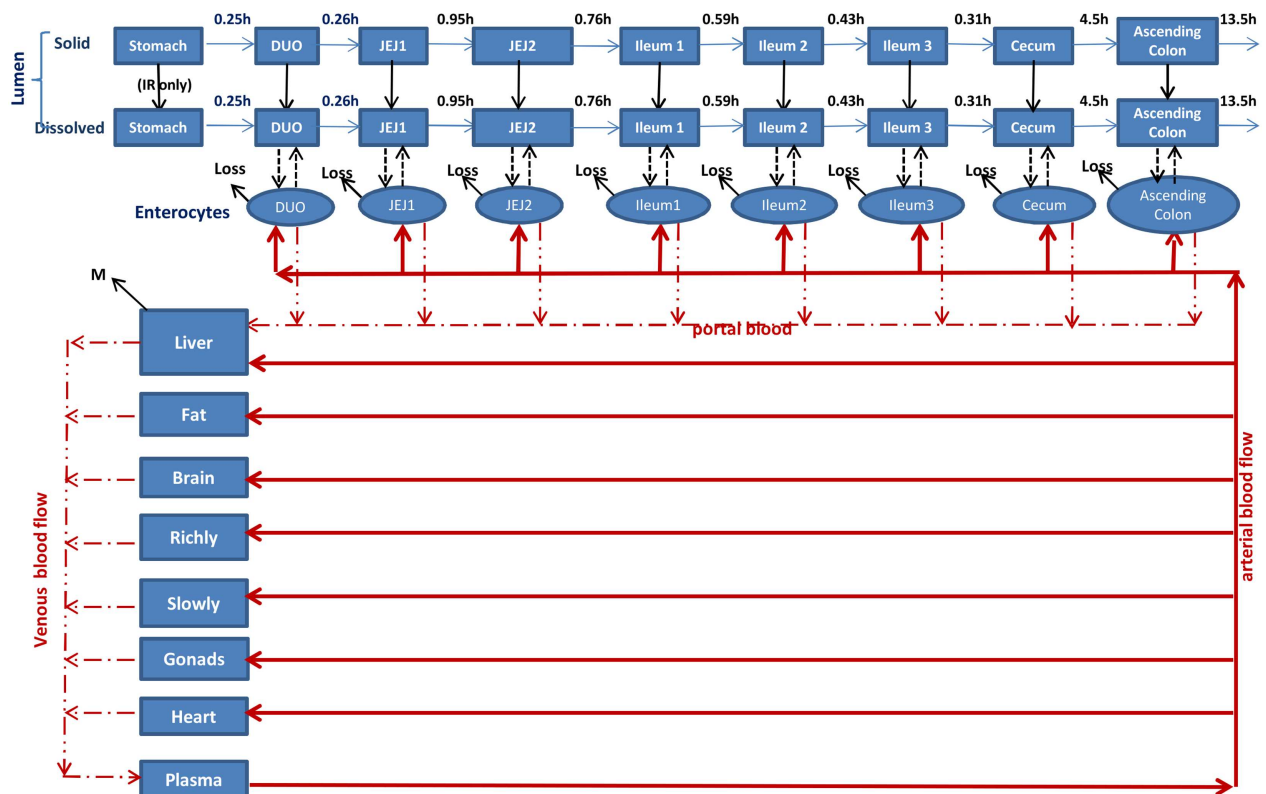 0.25h 0.26h 0.95h 0.76h 0.59h 0.43h 0.31h 4.5h 13.5h
Solid Stomach DUO JEJ1 JEJ2 Ileum 1 Ileum 2 Ileum 3 Cecum Ascending
Colon
Lumen
(IR only)
0.25h 0.26h 0.95h 0.76h 0.59h 0.43h 0.31h 4.5h 13.5h
Dissolved Stomach DUO JEJ1 JEJ2 Ileum 1 Ileum 2 Ileum 3 Cecum Ascending
Colon
Loss Loss Loss Loss Loss Loss Loss Loss
Enterocytes DUO JEJ1 JEJ2 Ileum1 Ileum2 Ileum3 Cecum Ascending
Colon
M
portal blood
Liver
Fat
Brain
Richly
Slowly
Gonads
Heart
Plasma
Venous blood flow
arterial blood flow